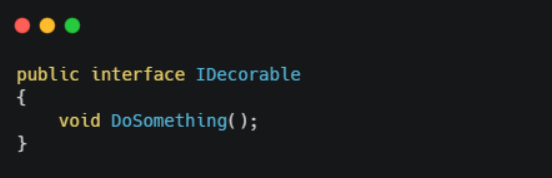 public interface IDecorable
{
    void DoSomething();
}